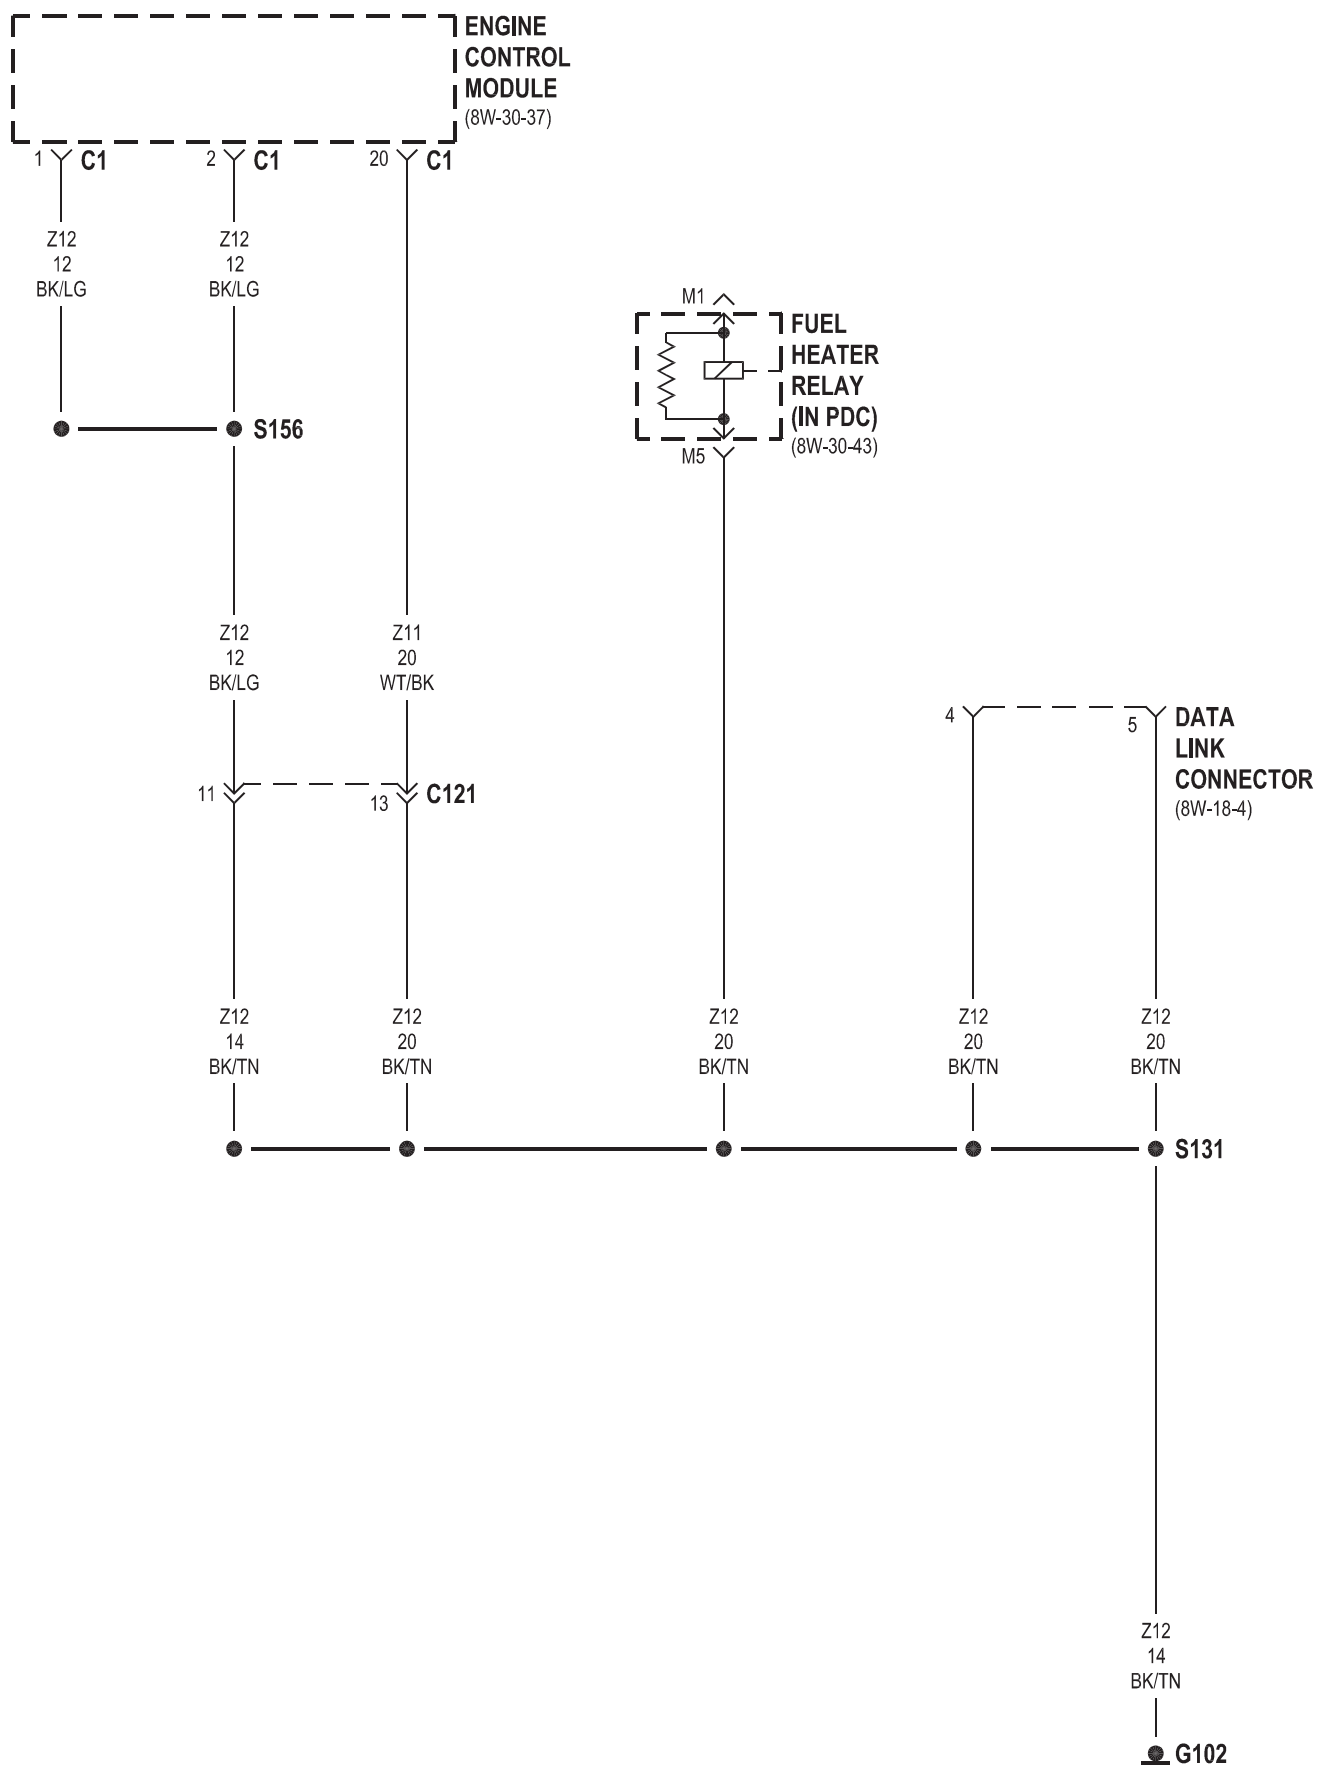 ENGINE
CONTROL
MODULE
(8W-30-37)
1 C1
2 C1
20 C1
Z12
12
BK/LG
Z12
12
BK/LG
S156
M1
FUEL
HEATER
RELAY
(IN PDC)
(8W-30-43)
M5
Z12
12
BK/LG
Z11
20
WT/BK
4
5
DATA
LINK
CONNECTOR
(8W-18-4)
11
13
C121
Z12
14
BK/TN
Z12
20
BK/TN
Z12
20
BK/TN
Z12
20
BK/TN
Z12
20
BK/TN
S131
Z12
14
BK/TN
G102